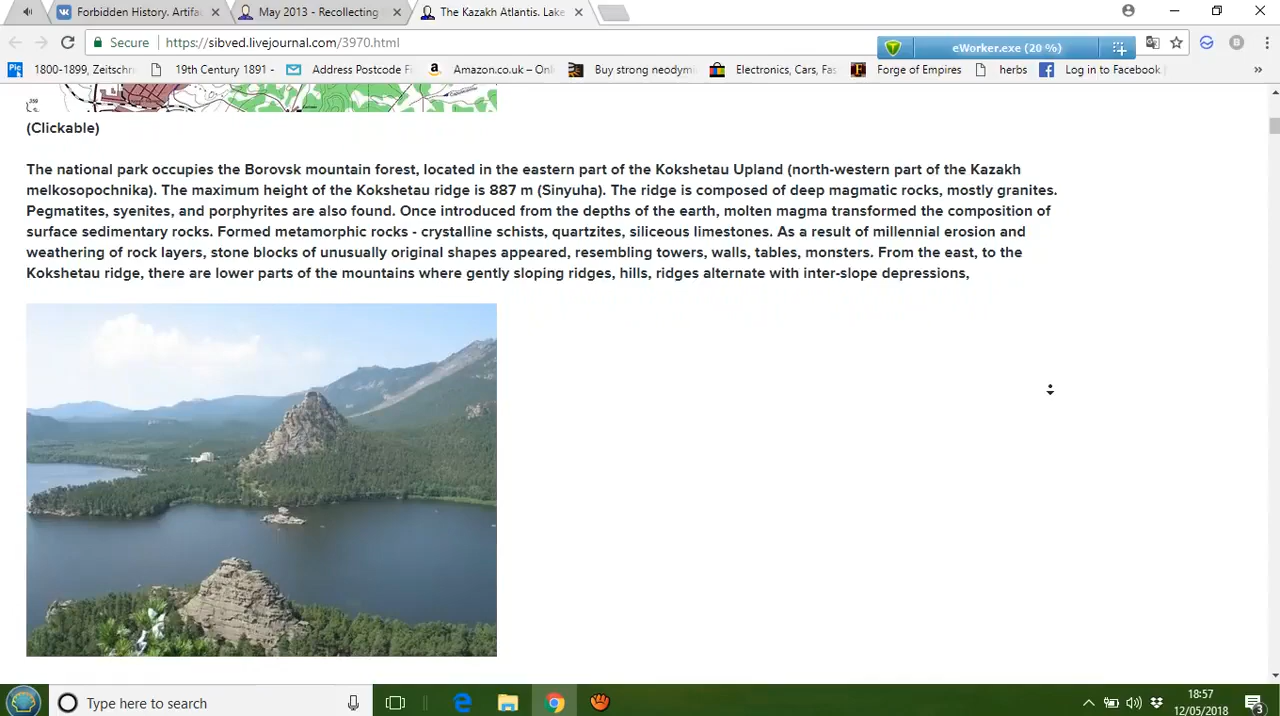 Forbidden History. Artifa
May 2013 - Recollecting
The Kazakh Atlantis. Lake
Secure
https://sibved.livejournal.com/3970.html
eWorker.exe (20 %)
1800-1899, Zeitschr
19th Century 1891 -
Address Postcode F
Amazon.co.uk – Onl
Buy strong neodymi
Electronics, Cars, Fas
Forge of Empires
herbs
Log in to Facebook
(Clickable)
The national park occupies the Borovsk mountain forest, located in the eastern part of the Kokshetau Upland (north-western part of the Kazakh
melkosopochnika). The maximum height of the Kokshetau ridge is 887 m (Sinyuha). The ridge is composed of deep magmatic rocks, mostly granites.
Pegmatites, syenites, and porphyrites are also found. Once introduced from the depths of the earth, molten magma transformed the composition of
surface sedimentary rocks. Formed metamorphic rocks - crystalline schists, quartzites, siliceous limestones. As a result of millennial erosion and
weathering of rock layers, stone blocks of unusually original shapes appeared, resembling towers, walls, tables, monsters. From the east, to the
Kokshetau ridge, there are lower parts of the mountains where gently sloping ridges, hills, ridges alternate with inter-slope depressions,
Type here to search
18:57
12/05/2018
3